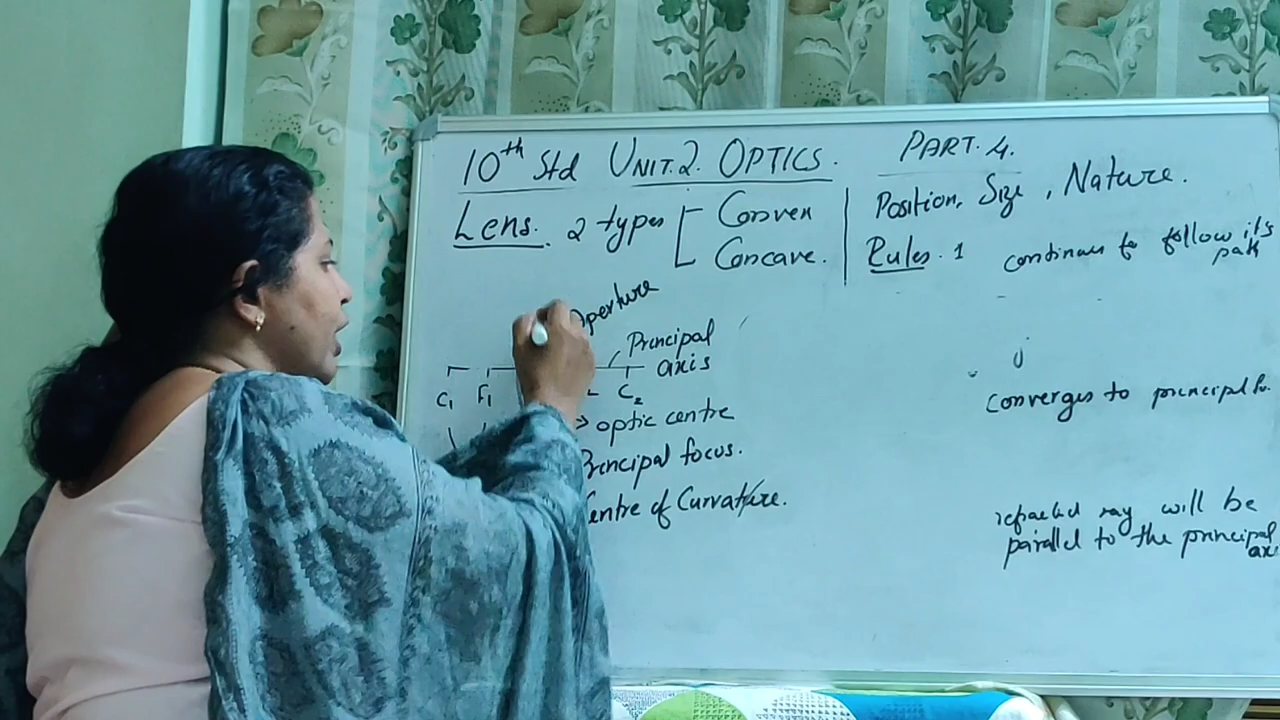 10th Std UNIT.2. OPTICS. PART.4.
Lens. 2 types Convex
Concave.
Position, Size, Nature.
Rules. 1 continues to follow its
path
Aperture
Principal
axis
C1 F1 C2
optic centre
Principal focus.
Centre of Curvature.
converges to principal fo.
refracted ray will be
parallel to the principal
axi